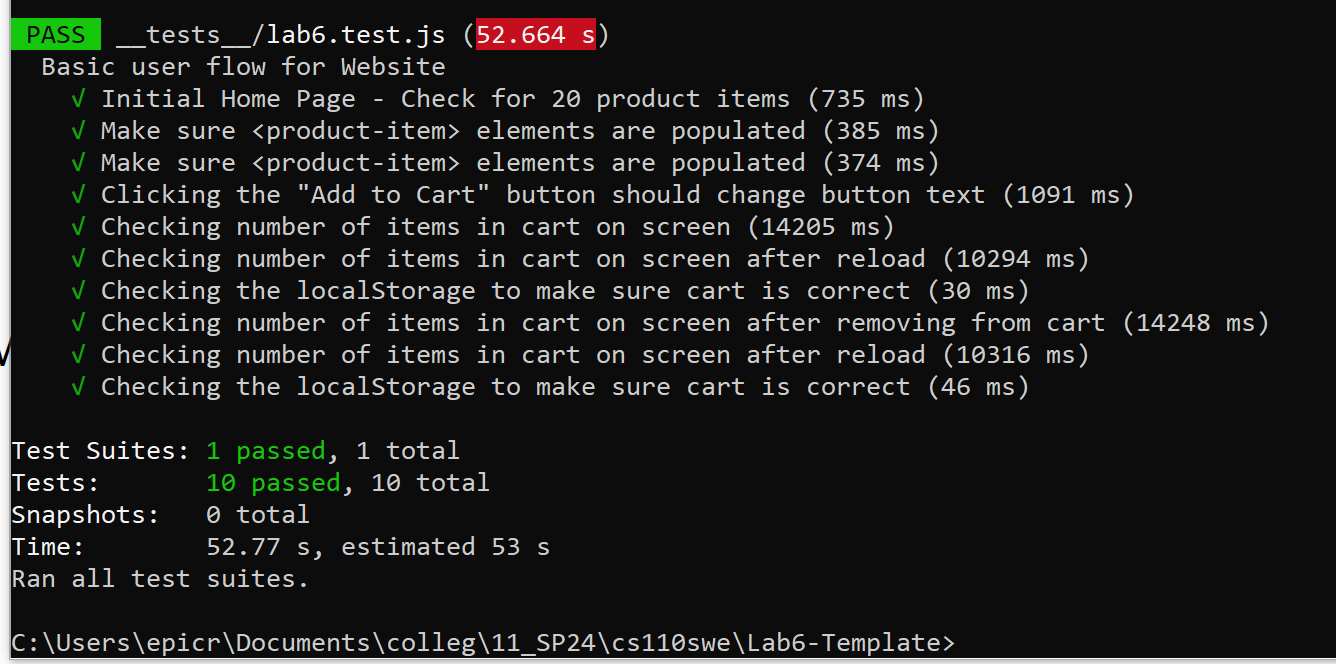 PASS __tests__/lab6.test.js (52.664 s)
Basic user flow for Website
√ Initial Home Page - Check for 20 product items (735 ms)
√ Make sure <product-item> elements are populated (385 ms)
√ Make sure <product-item> elements are populated (374 ms)
√ Clicking the "Add to Cart" button should change button text (1091 ms)
√ Checking number of items in cart on screen (14205 ms)
√ Checking number of items in cart on screen after reload (10294 ms)
√ Checking the localStorage to make sure cart is correct (30 ms)
√ Checking number of items in cart on screen after removing from cart (14248 ms)
√ Checking number of items in cart on screen after reload (10316 ms)
√ Checking the localStorage to make sure cart is correct (46 ms)
Test Suites: 1 passed, 1 total
Tests: 10 passed, 10 total
Snapshots: 0 total
Time: 52.77 s, estimated 53 s
Ran all test suites.
C:\Users\epicr\Documents\colleg\11_SP24\cs110swe\Lab6-Template>